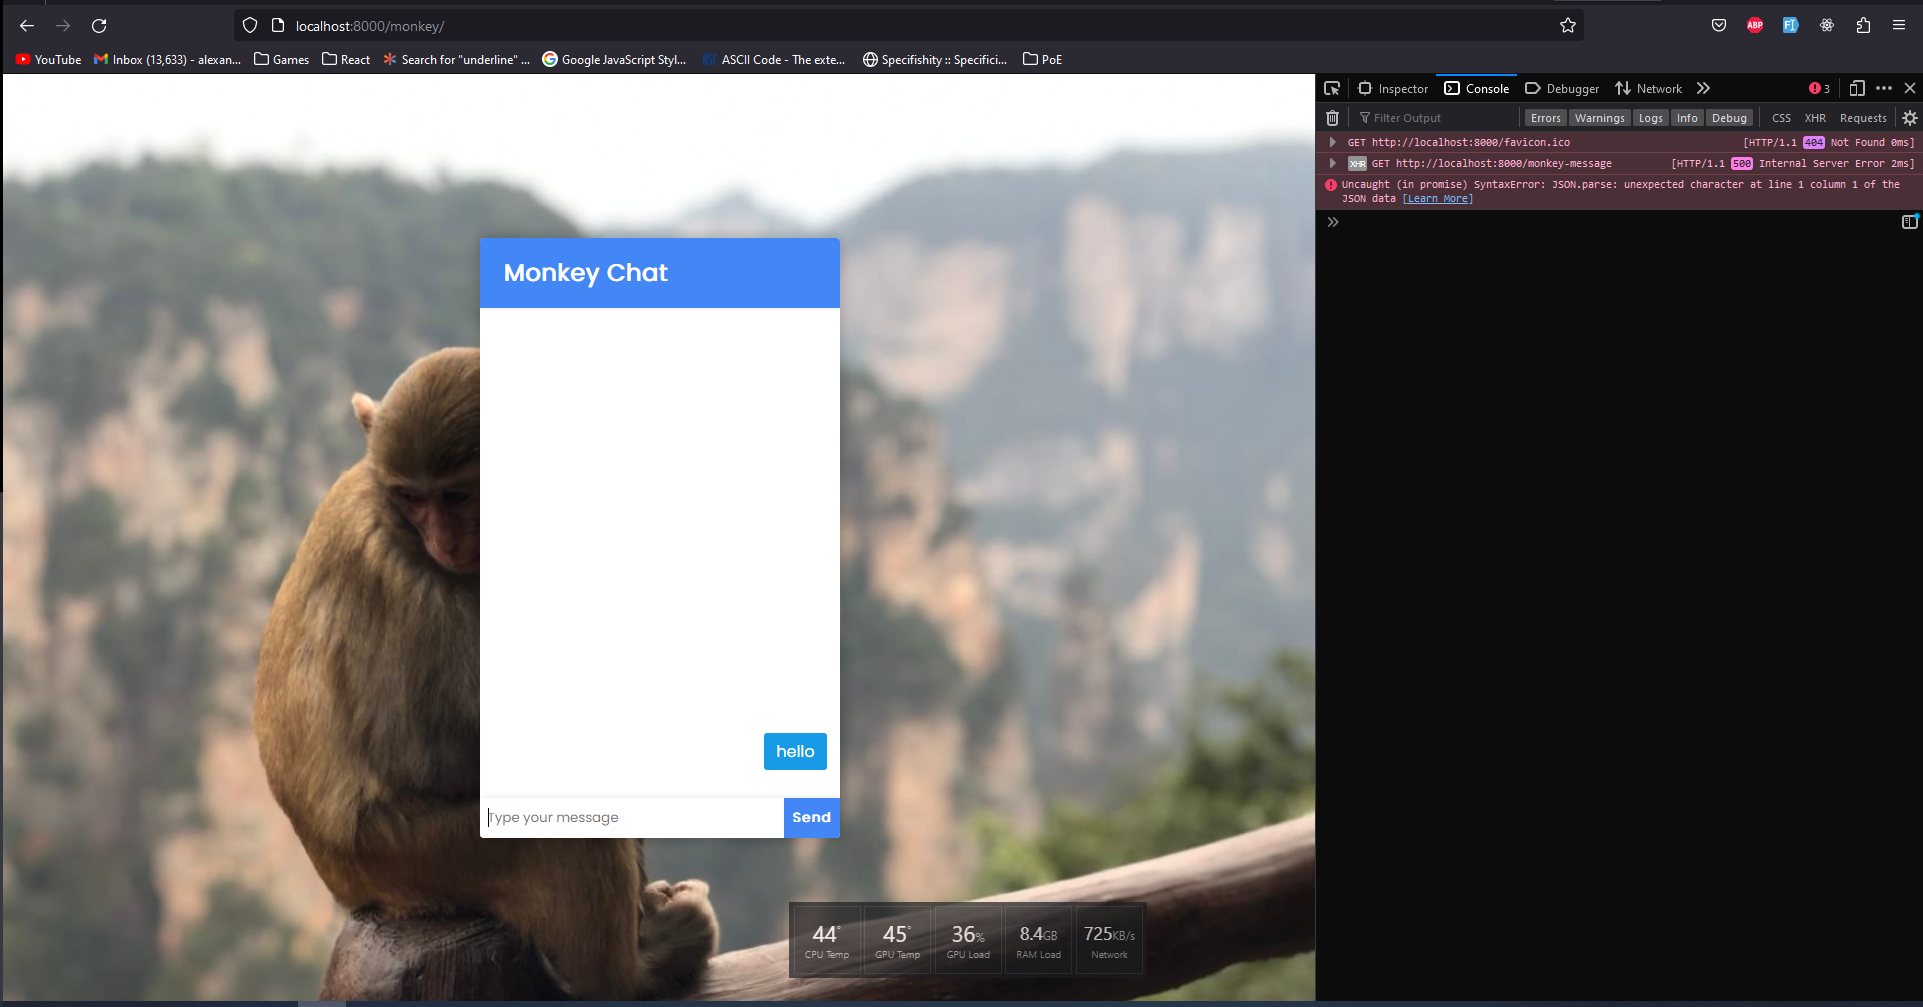 localhost:8000/monkey/
ABP
YouTube
Inbox (13,633) - alexan...
Games
React
Search for "underline" ...
Google JavaScript Styl...
ASCII Code - The exte...
Specifishity :: Specifici...
PoE
Inspector
Console
Debugger
Network
3
Filter Output
Errors
Warnings
Logs
Info
Debug
CSS
XHR
Requests
GET http://localhost:8000/favicon.ico [HTTP/1.1 404 Not Found 0ms]
XHR GET http://localhost:8000/monkey-message [HTTP/1.1 500 Internal Server Error 2ms]
Uncaught (in promise) SyntaxError: JSON.parse: unexpected character at line 1 column 1 of the
JSON data [Learn More]
Monkey Chat
hello
Type your message
Send
44° 45° 36% 8.4GB 725KB/s
CPU Temp GPU Temp GPU Load RAM Load Network